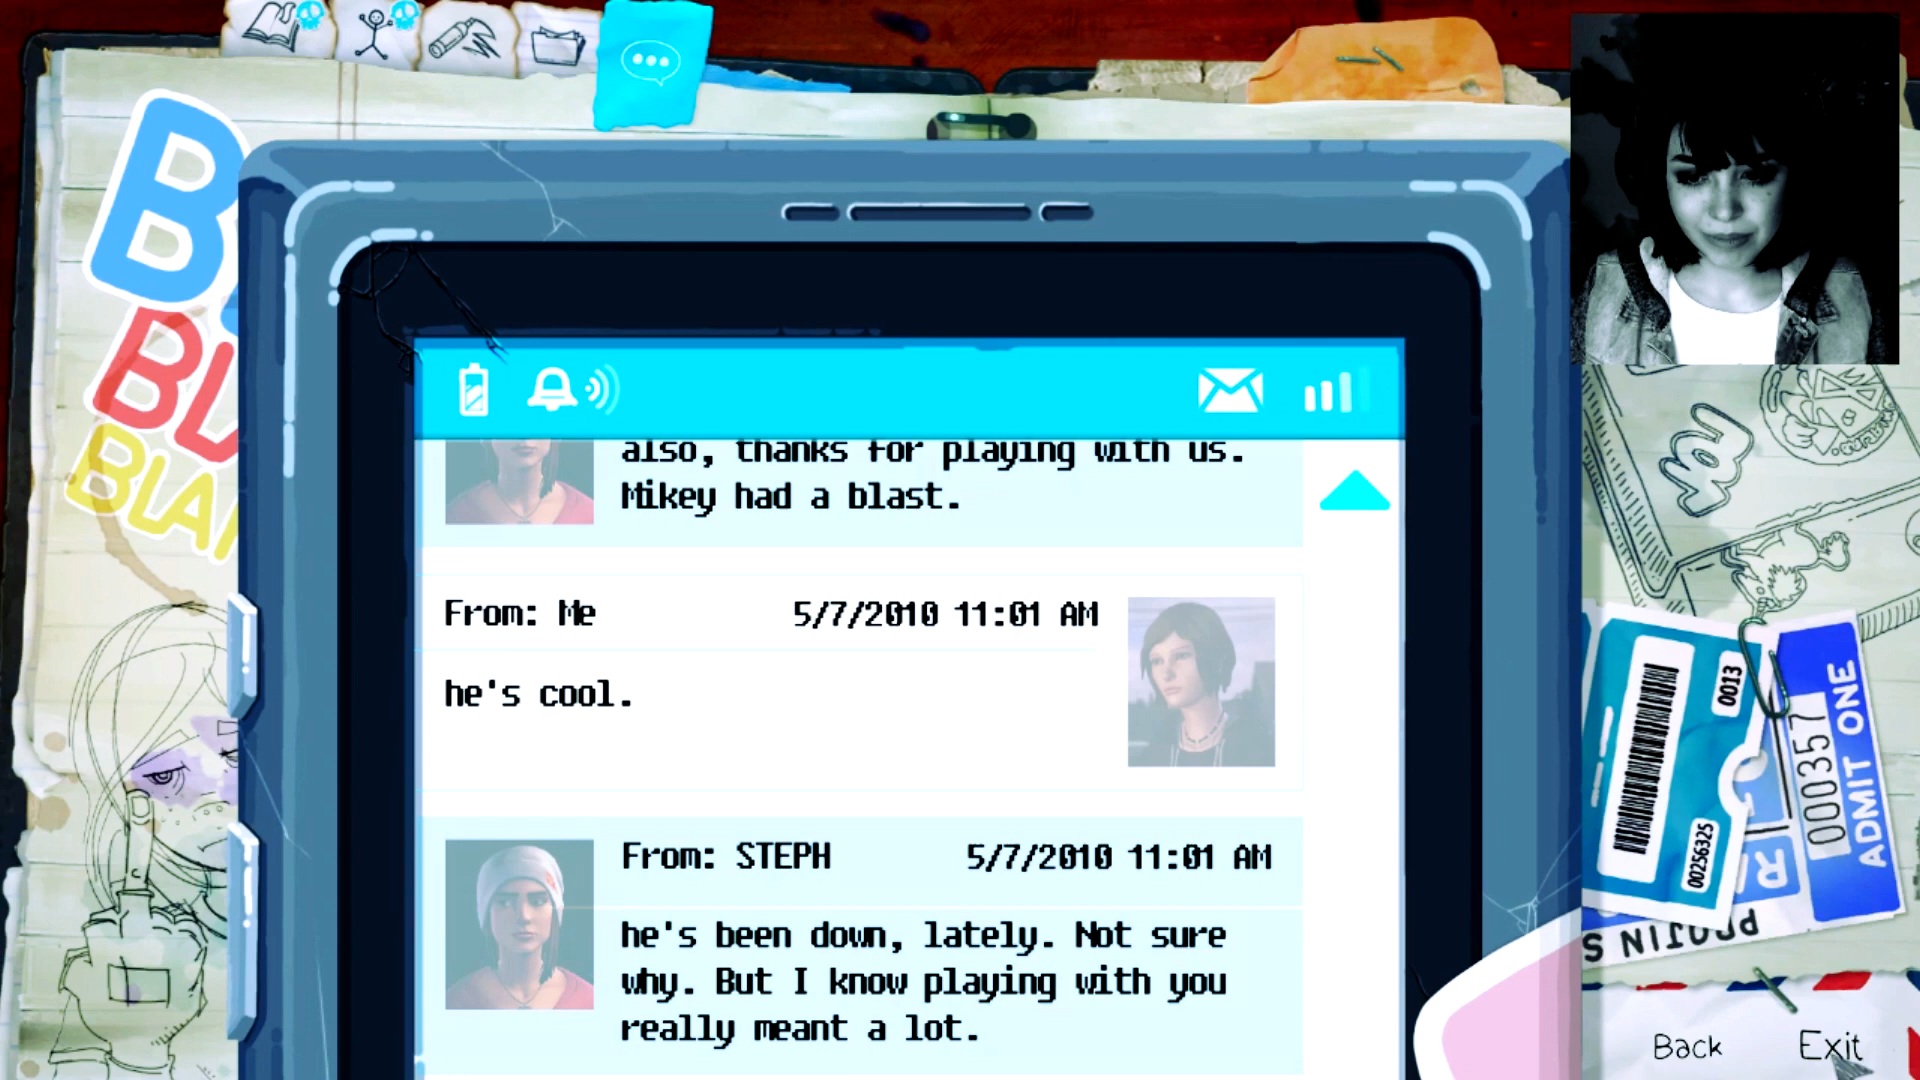 also, thanks for playing with us.
Mikey had a blast.
From: Me 5/7/2010 11:01 AM
he's cool.
From: STEPH 5/7/2010 11:01 AM
he's been down, lately. Not sure
why. But I know playing with you
really meant a lot.
0013
00256325
000357
ADMIT ONE
Back Exit